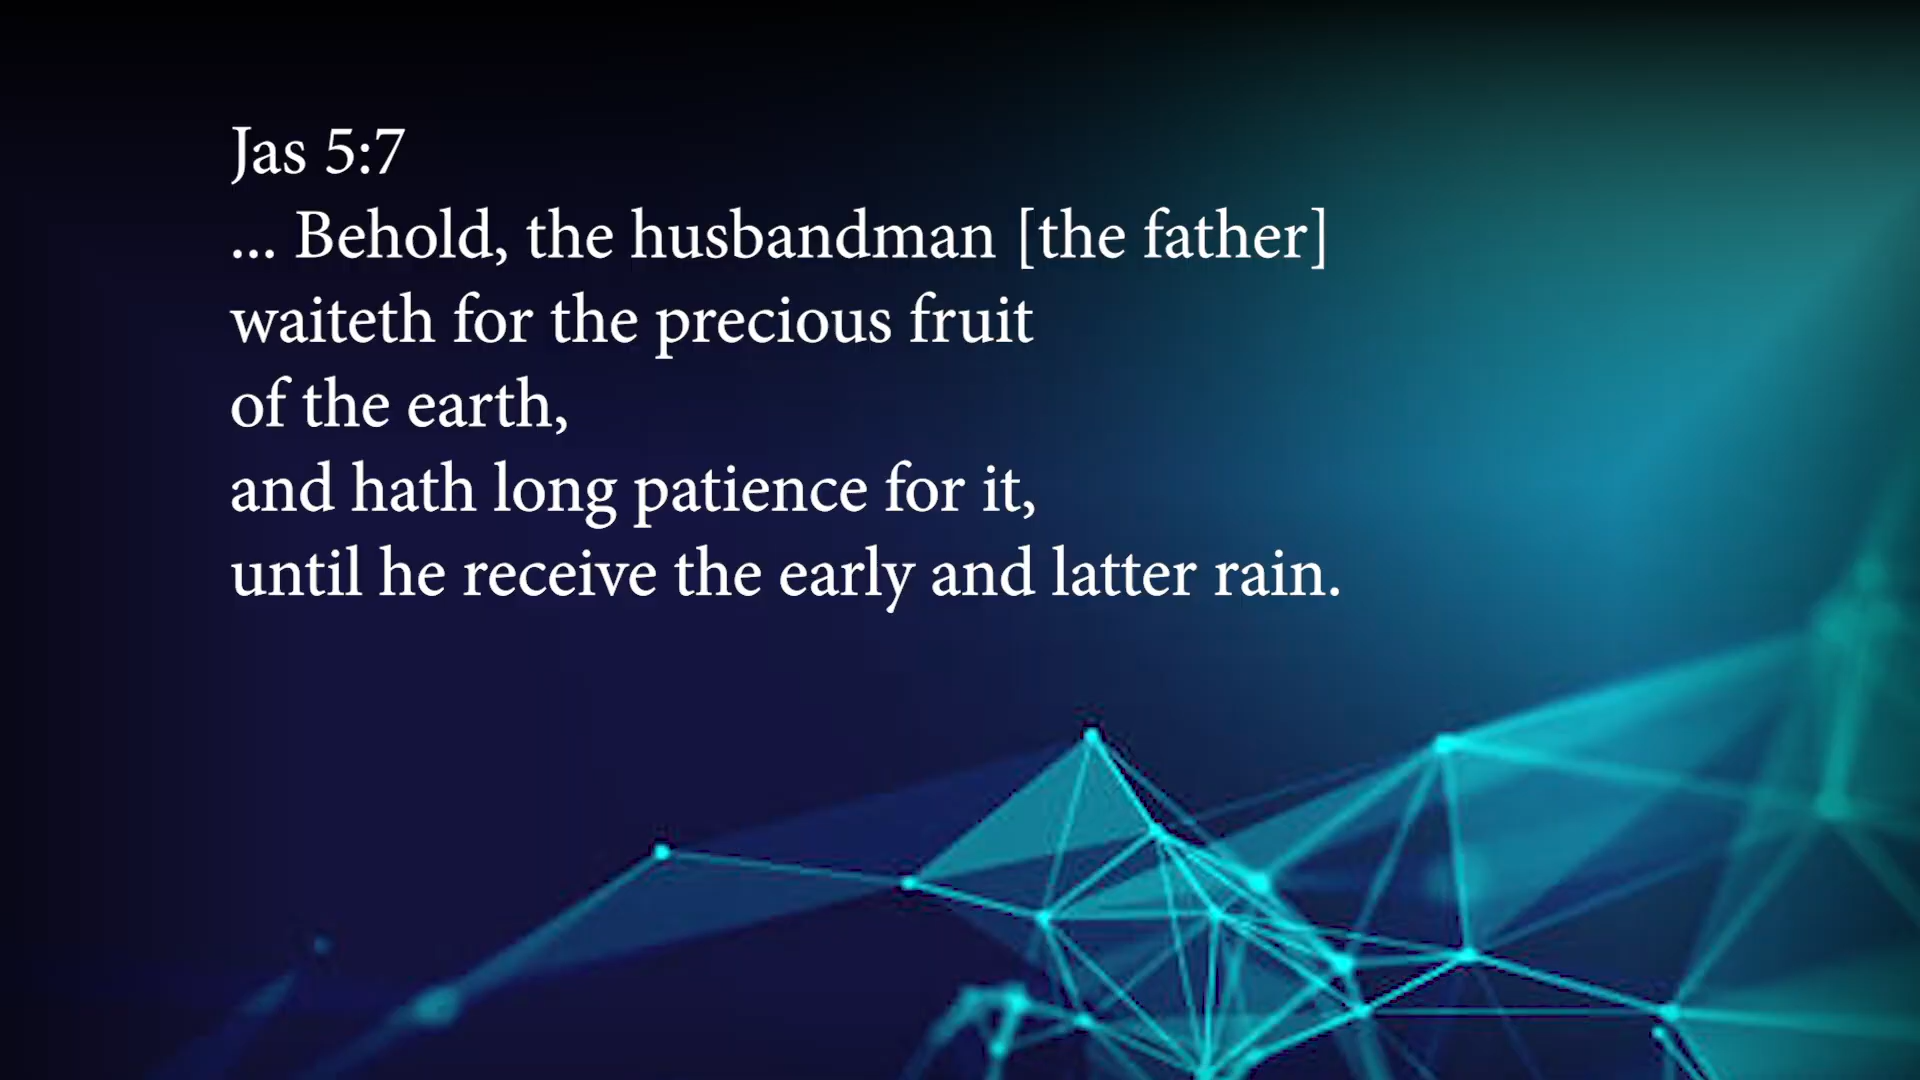 Jas 5:7
... Behold, the husbandman [the father]
waiteth for the precious fruit
of the earth,
and hath long patience for it,
until he receive the early and latter rain.